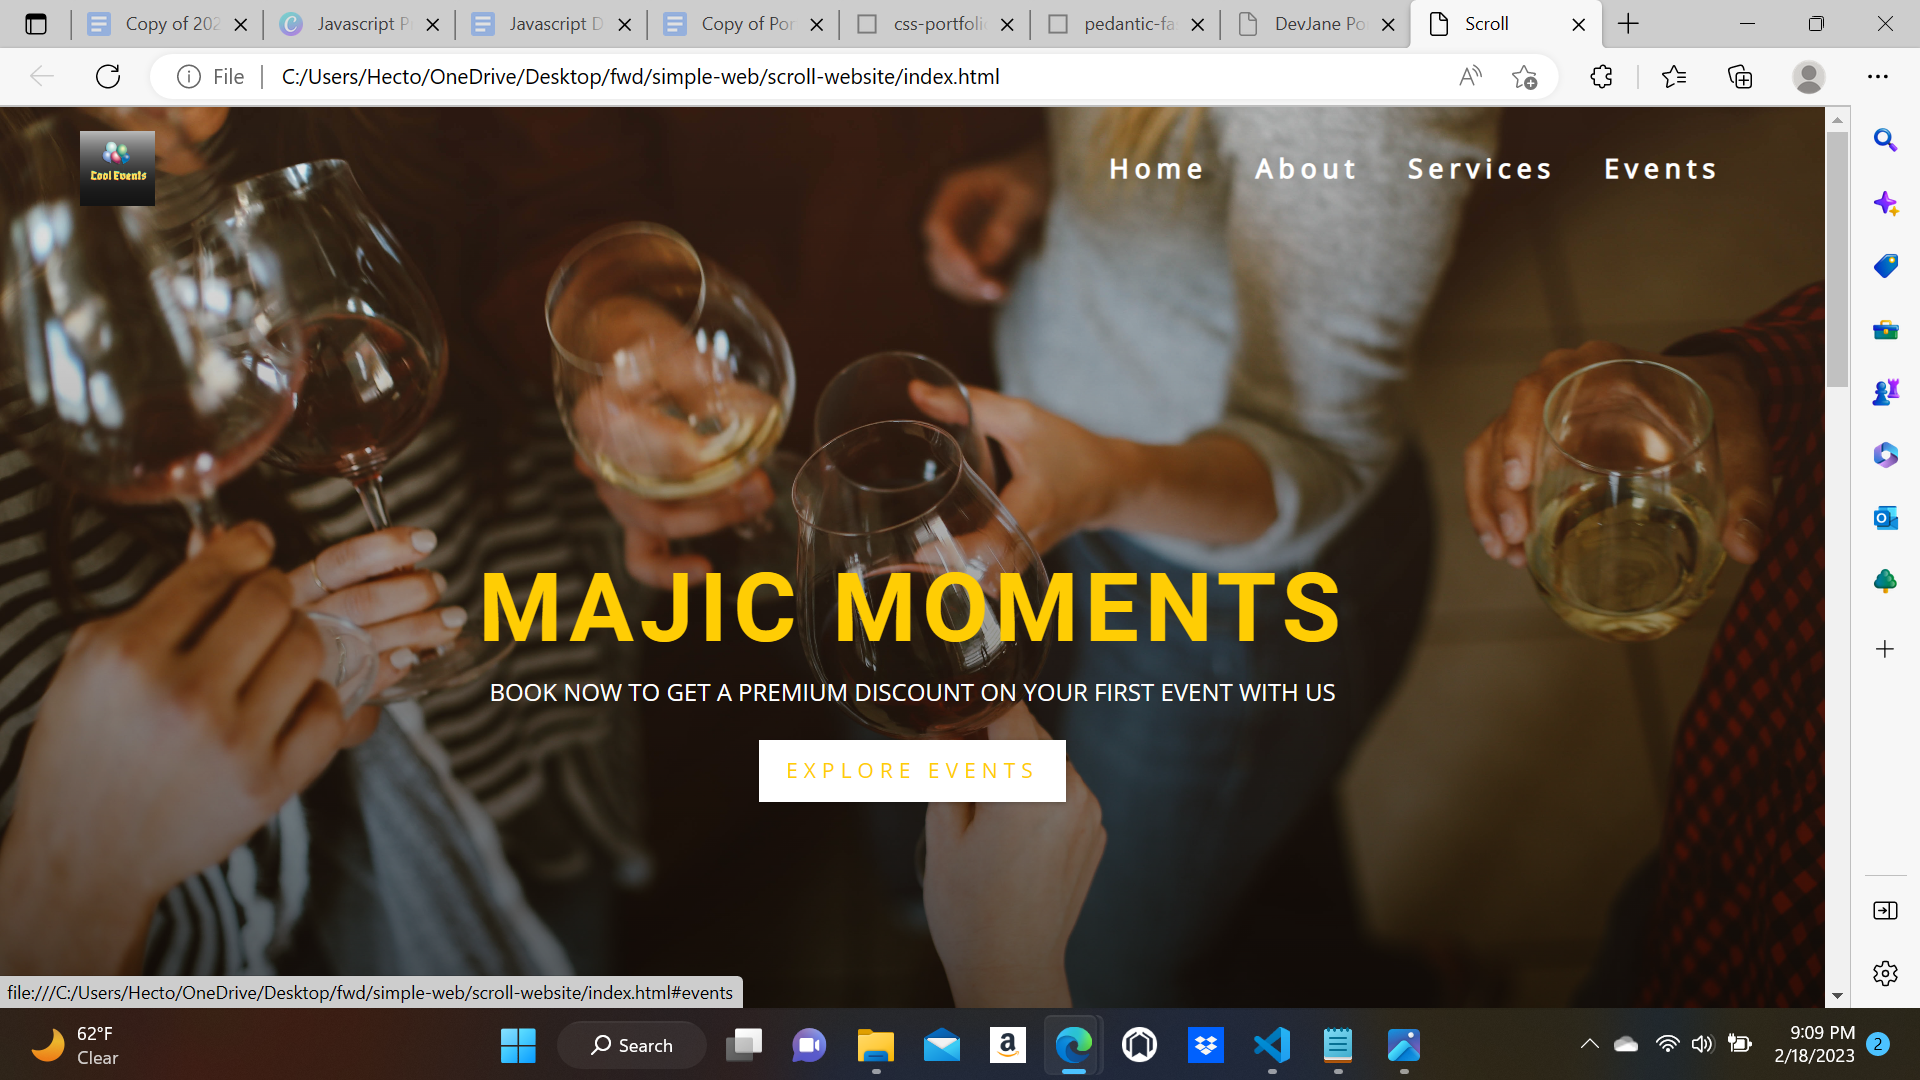 Copy of 202
Javascript P
Javascript D
Copy of Por
css-portfoli
pedantic-fa
DevJane Po
Scroll
File
C:/Users/Hecto/OneDrive/Desktop/fwd/simple-web/scroll-website/index.html
Cool Events
Home About Services Events
MAJIC MOMENTS
BOOK NOW TO GET A PREMIUM DISCOUNT ON YOUR FIRST EVENT WITH US
EXPLORE EVENTS
file:///C:/Users/Hecto/OneDrive/Desktop/fwd/simple-web/scroll-website/index.html#events
62°F
Clear
Search
9:09 PM
2/18/2023
2